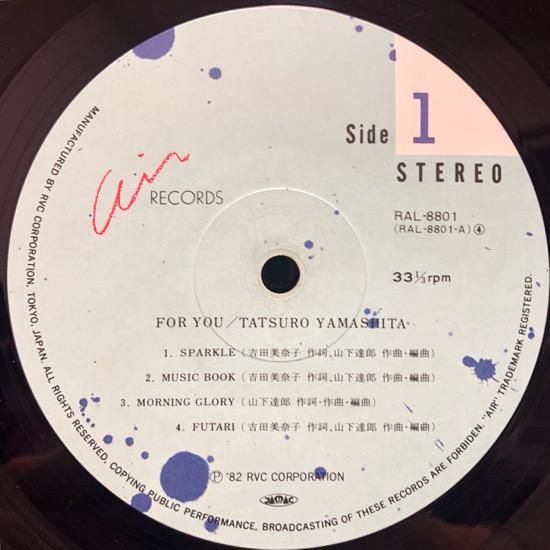 Side 1
STEREO
Air RECORDS
RAL-8801
(RAL-8801-A) ④
33⅓rpm
FOR YOU／TATSURO YAMASHITA
1. SPARKLE (吉田美奈子 作詞、山下達郎 作曲・編曲)
2. MUSIC BOOK (吉田美奈子 作詞、山下達郎 作曲・編曲)
3. MORNING GLORY (山下達郎 作詞・作曲・編曲)
4. FUTARI (吉田美奈子 作詞、山下達郎 作曲・編曲)
Ⓟ '82 RVC CORPORATION
JASRAC
MANUFACTURED BY RVC CORPORATION, TOKYO, JAPAN. ALL RIGHTS RESERVED, COPYING PUBLIC PERFORMANCE, BROADCASTING OF THESE RECORDS ARE FORBIDEN. "AIR" TRADEMARK REGISTERED.